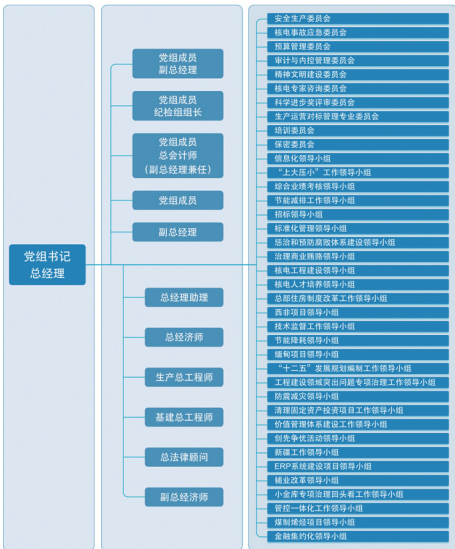 党组书记
总经理
党组成员
副总经理
党组成员
纪检组组长
党组成员
总会计师
（副总经理兼任）
党组成员
副总经理
总经理助理
总经济师
生产总工程师
基建总工程师
总法律顾问
副总经济师
安全生产委员会
核电事故应急委员会
预算管理委员会
审计与内控管理委员会
精神文明建设委员会
核电专家咨询委员会
科学进步奖评审委员会
生产运营对标管理专业委员会
培训委员会
保密委员会
信息化领导小组
“上大压小”工作领导小组
综合业绩考核领导小组
节能减排工作领导小组
招标领导小组
标准化管理领导小组
惩治和预防腐败体系建设领导小组
治理商业贿赂领导小组
核电工程建设领导小组
核电人才培养领导小组
总部住房制度改革工作领导小组
西非项目领导小组
技术监督工作领导小组
节能降耗领导小组
缅甸项目领导小组
“十二五”发展规划编制工作领导小组
工程建设领域突出问题专项治理工作领导小组
防震减灾领导小组
清理固定资产投资项目工作领导小组
价值管理体系建设工作领导小组
创先争优活动领导小组
新疆工作领导小组
ERP系统建设项目领导小组
辅业改革领导小组
小金库专项治理回头看工作领导小组
管控一体化工作领导小组
煤制烯烃项目领导小组
金融集约化领导小组